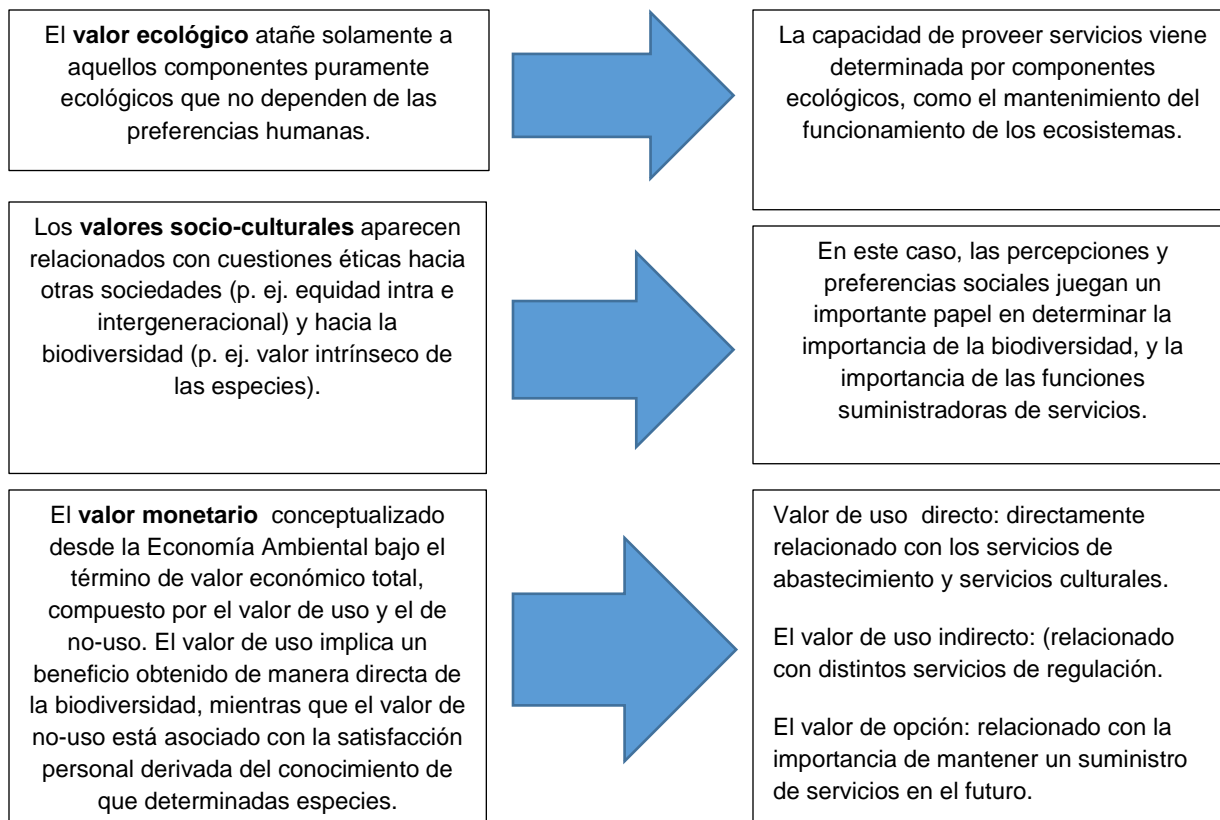 El valor ecológico atañe solamente a
aquellos componentes puramente
ecológicos que no dependen de las
preferencias humanas.
La capacidad de proveer servicios viene
determinada por componentes
ecológicos, como el mantenimiento del
funcionamiento de los ecosistemas.
Los valores socio-culturales aparecen
relacionados con cuestiones éticas hacia
otras sociedades (p. ej. equidad intra e
intergeneracional) y hacia la
biodiversidad (p. ej. valor intrínseco de
las especies).
En este caso, las percepciones y
preferencias sociales juegan un
importante papel en determinar la
importancia de la biodiversidad, y la
importancia de las funciones
suministradoras de servicios.
El valor monetario conceptualizado
desde la Economía Ambiental bajo el
término de valor económico total,
compuesto por el valor de uso y el de
no-uso. El valor de uso implica un
beneficio obtenido de manera directa de
la biodiversidad, mientras que el valor de
no-uso está asociado con la satisfacción
personal derivada del conocimiento de
que determinadas especies.
Valor de uso directo: directamente
relacionado con los servicios de
abastecimiento y servicios culturales.
El valor de uso indirecto: (relacionado
con distintos servicios de regulación.
El valor de opción: relacionado con la
importancia de mantener un suministro
de servicios en el futuro.